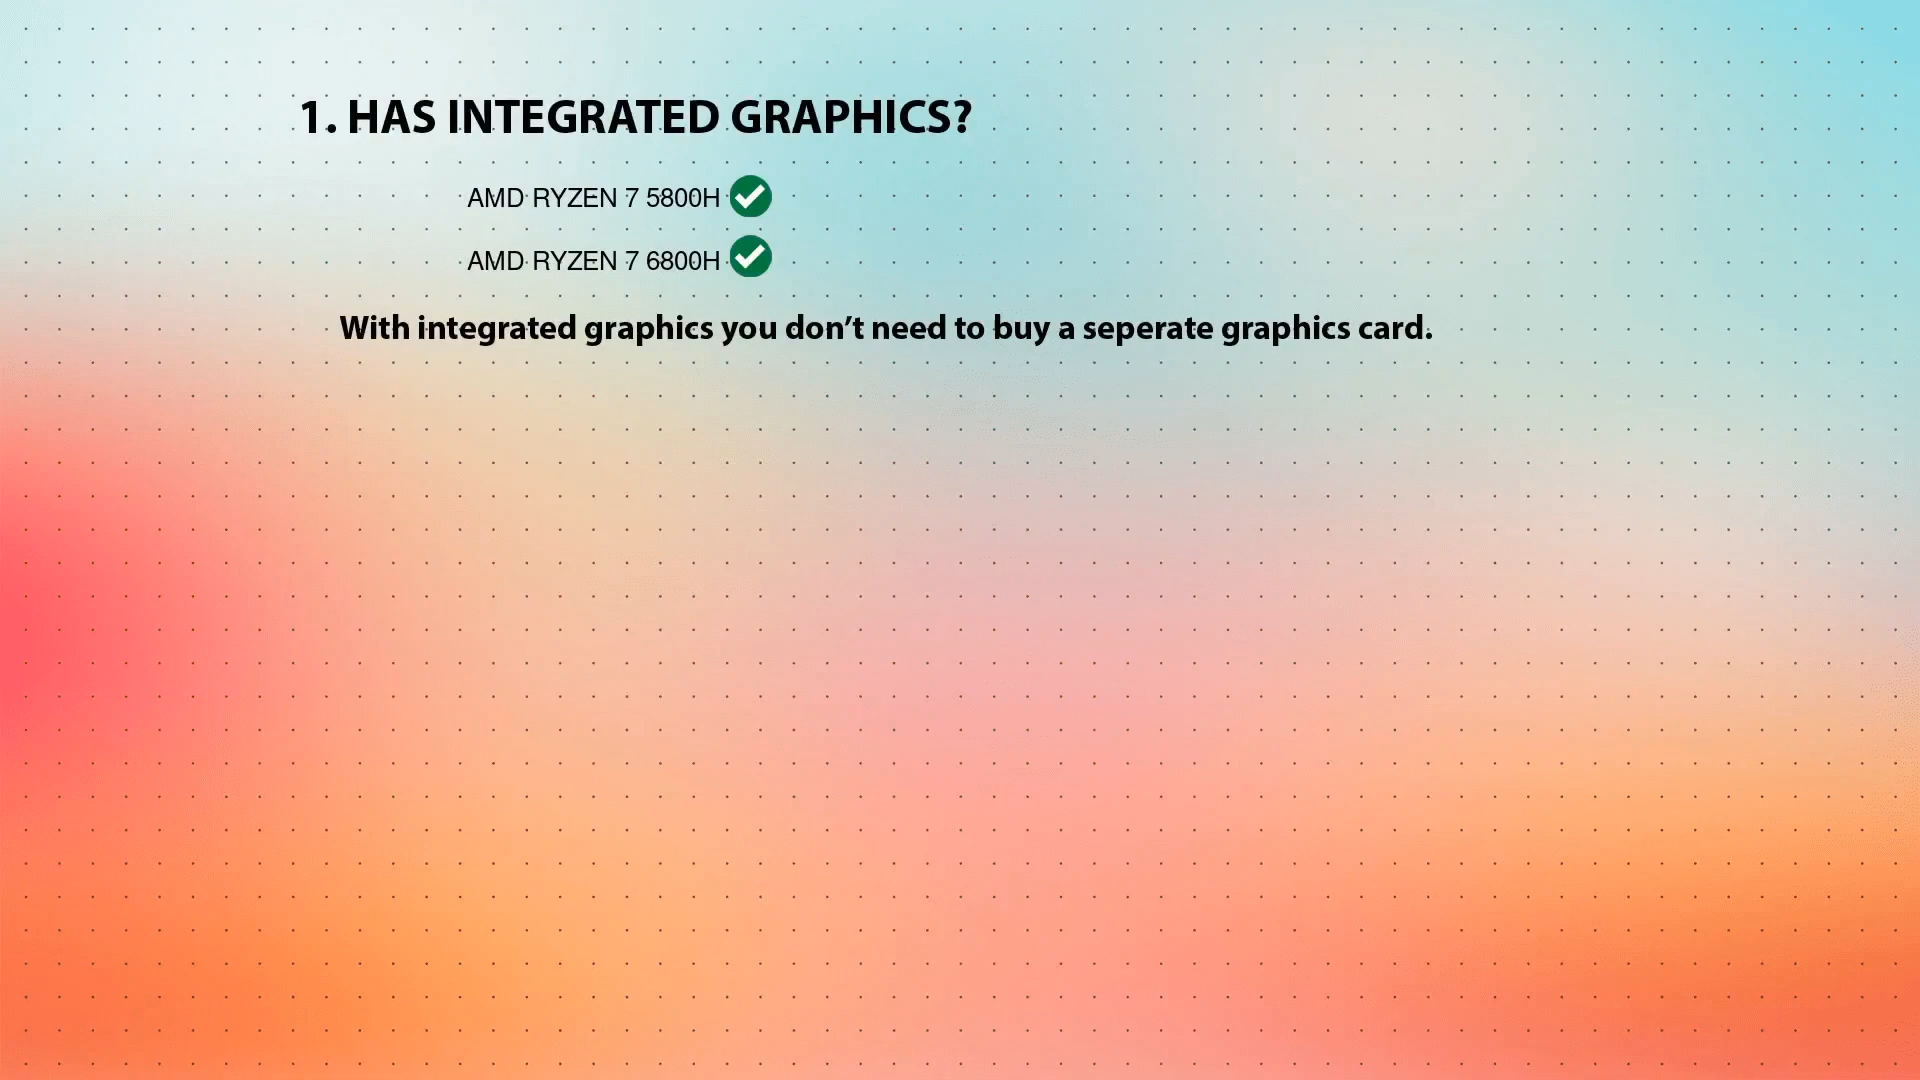 1. HAS INTEGRATED GRAPHICS?
AMD RYZEN 7 5800H
AMD RYZEN 7 6800H
With integrated graphics you don’t need to buy a seperate graphics card.